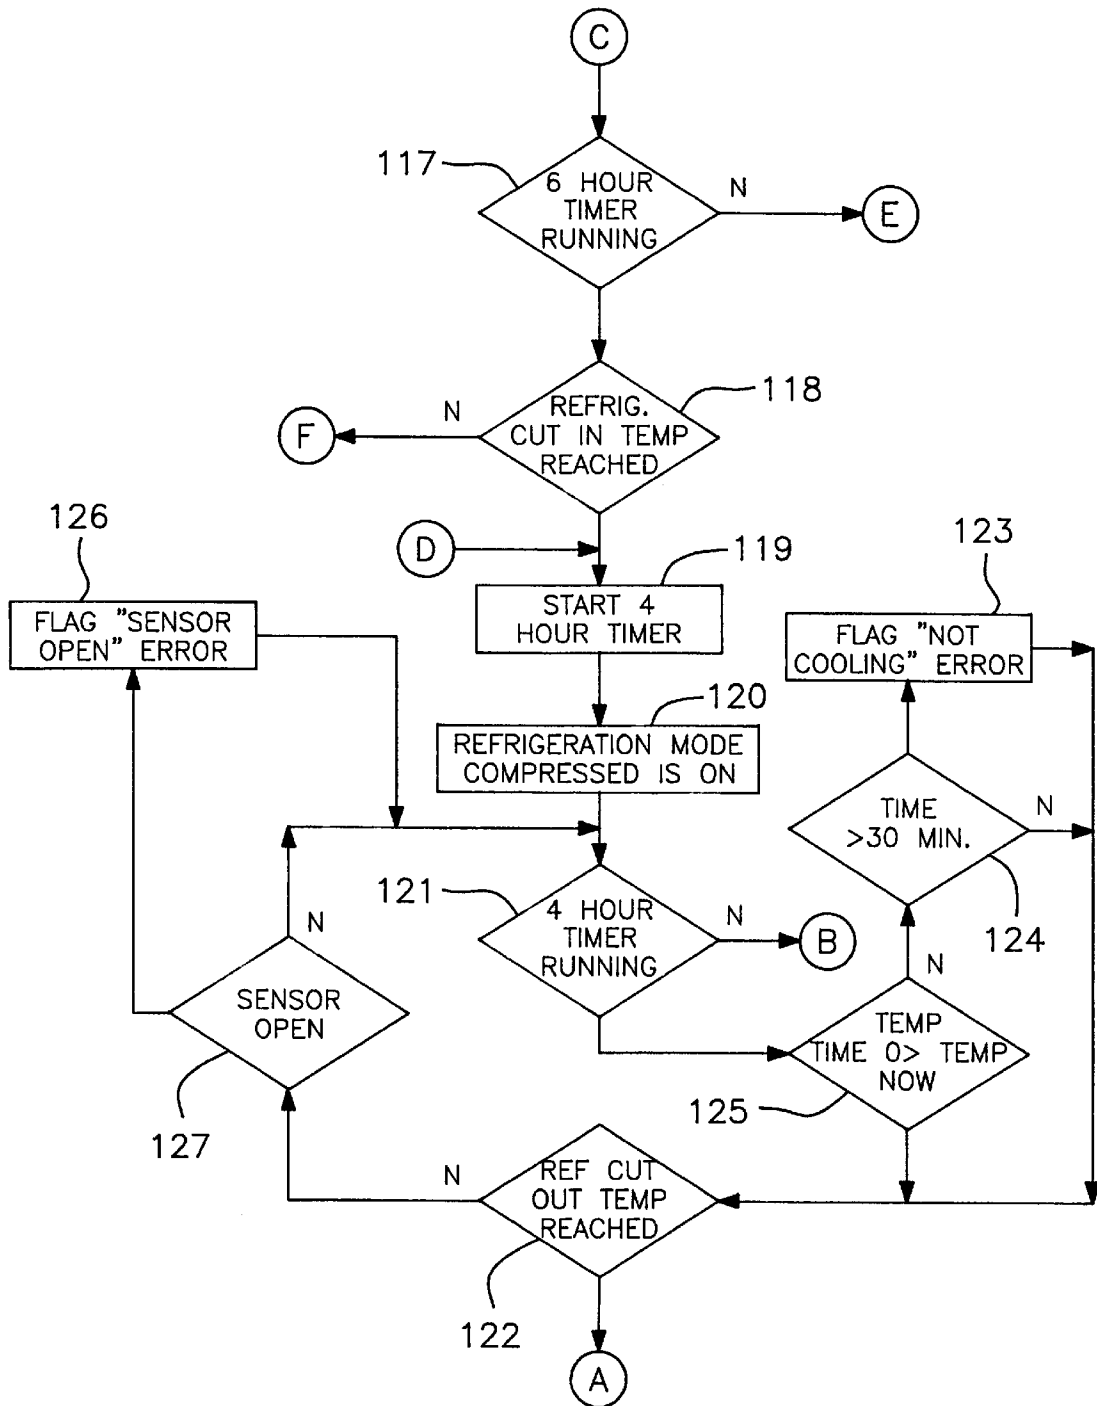 C
117
6 HOUR
TIMER
RUNNING
N
E
118
REFRIG.
CUT IN TEMP
REACHED
N
F
126
D
119
123
FLAG "SENSOR
OPEN" ERROR
START 4
HOUR TIMER
FLAG "NOT
COOLING" ERROR
120
REFRIGERATION MODE
COMPRESSED IS ON
TIME
>30 MIN.
N
121
4 HOUR
TIMER
RUNNING
N
B
124
N
N
SENSOR
OPEN
TEMP
TIME 0> TEMP
NOW
125
127
N
REF CUT
OUT TEMP
REACHED
122
A